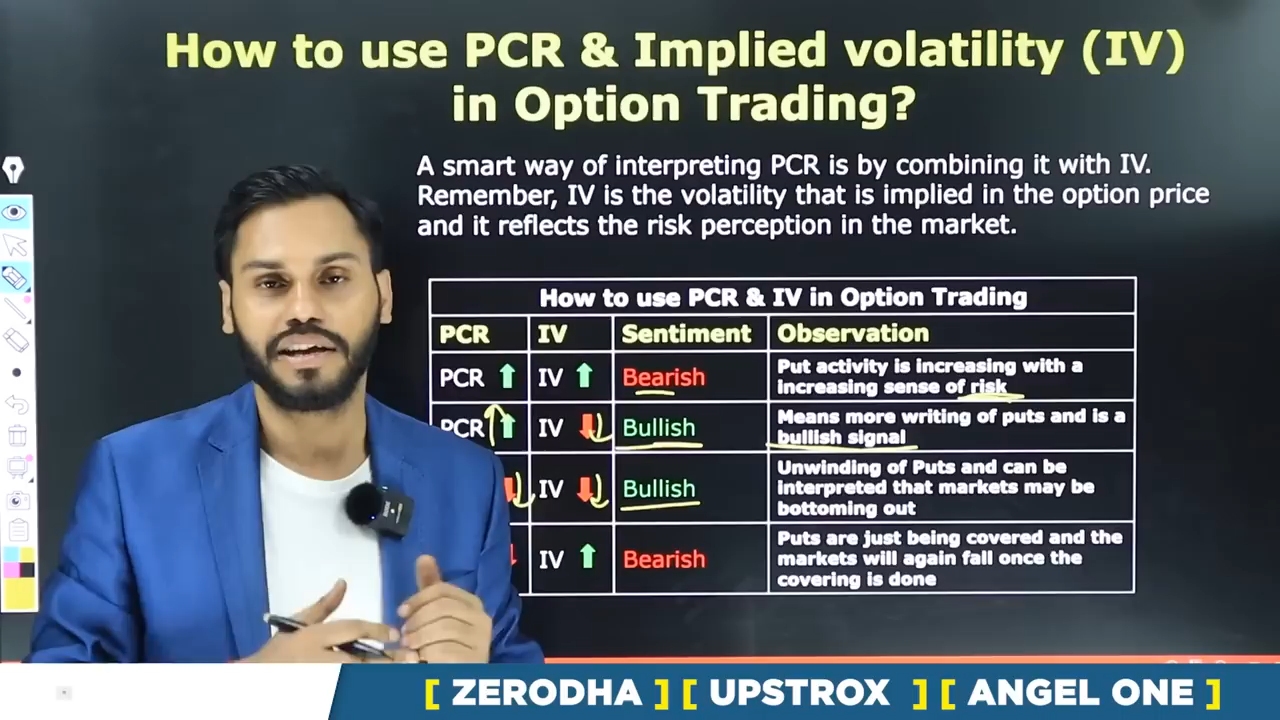 How to use PCR & Implied volatility (IV)
in Option Trading?
A smart way of interpreting PCR is by combining it with IV.
Remember, IV is the volatility that is implied in the option price
and it reflects the risk perception in the market.
How to use PCR & IV in Option Trading
PCR IV Sentiment Observation
PCR IV Bearish Put activity is increasing with a
increasing sense of risk
PCR IV Bullish Means more writing of puts and is a
bullish signal
IV Bullish Unwinding of Puts and can be
interpreted that markets may be
bottoming out
IV Bearish Puts are just being covered and the
markets will again fall once the
covering is done
[ ZERODHA ] [ UPSTROX ] [ ANGEL ONE ]